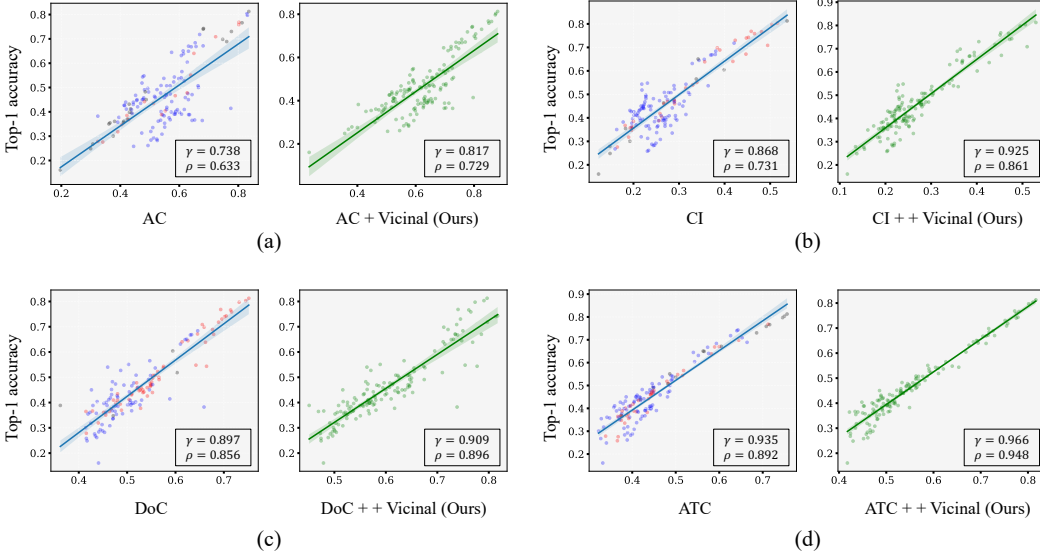 Top-1 accuracy
0.8
0.7
0.6
0.5
0.4
0.3
0.2
γ = 0.738
ρ = 0.633
0.2 0.4 0.6 0.8
AC
0.8
0.6
0.4
0.2
γ = 0.817
ρ = 0.729
0.4 0.6 0.8
AC + Vicinal (Ours)
(a)
Top-1 accuracy
0.8
0.7
0.6
0.5
0.4
0.3
0.2
γ = 0.868
ρ = 0.731
0.2 0.3 0.4 0.5
CI
0.9
0.8
0.7
0.6
0.5
0.4
0.3
0.2
γ = 0.925
ρ = 0.861
0.1 0.2 0.3 0.4 0.5
CI + + Vicinal (Ours)
(b)
Top-1 accuracy
0.8
0.7
0.6
0.5
0.4
0.3
0.2
γ = 0.897
ρ = 0.856
0.4 0.5 0.6 0.7
DoC
0.8
0.7
0.6
0.5
0.4
0.3
0.2
γ = 0.909
ρ = 0.896
0.5 0.6 0.7 0.8
DoC + + Vicinal (Ours)
(c)
Top-1 accuracy
0.9
0.8
0.7
0.6
0.5
0.4
0.3
0.2
γ = 0.935
ρ = 0.892
0.4 0.5 0.6 0.7
ATC
0.8
0.7
0.6
0.5
0.4
0.3
0.2
γ = 0.966
ρ = 0.948
0.4 0.5 0.6 0.7 0.8
ATC + + Vicinal (Ours)
(d)